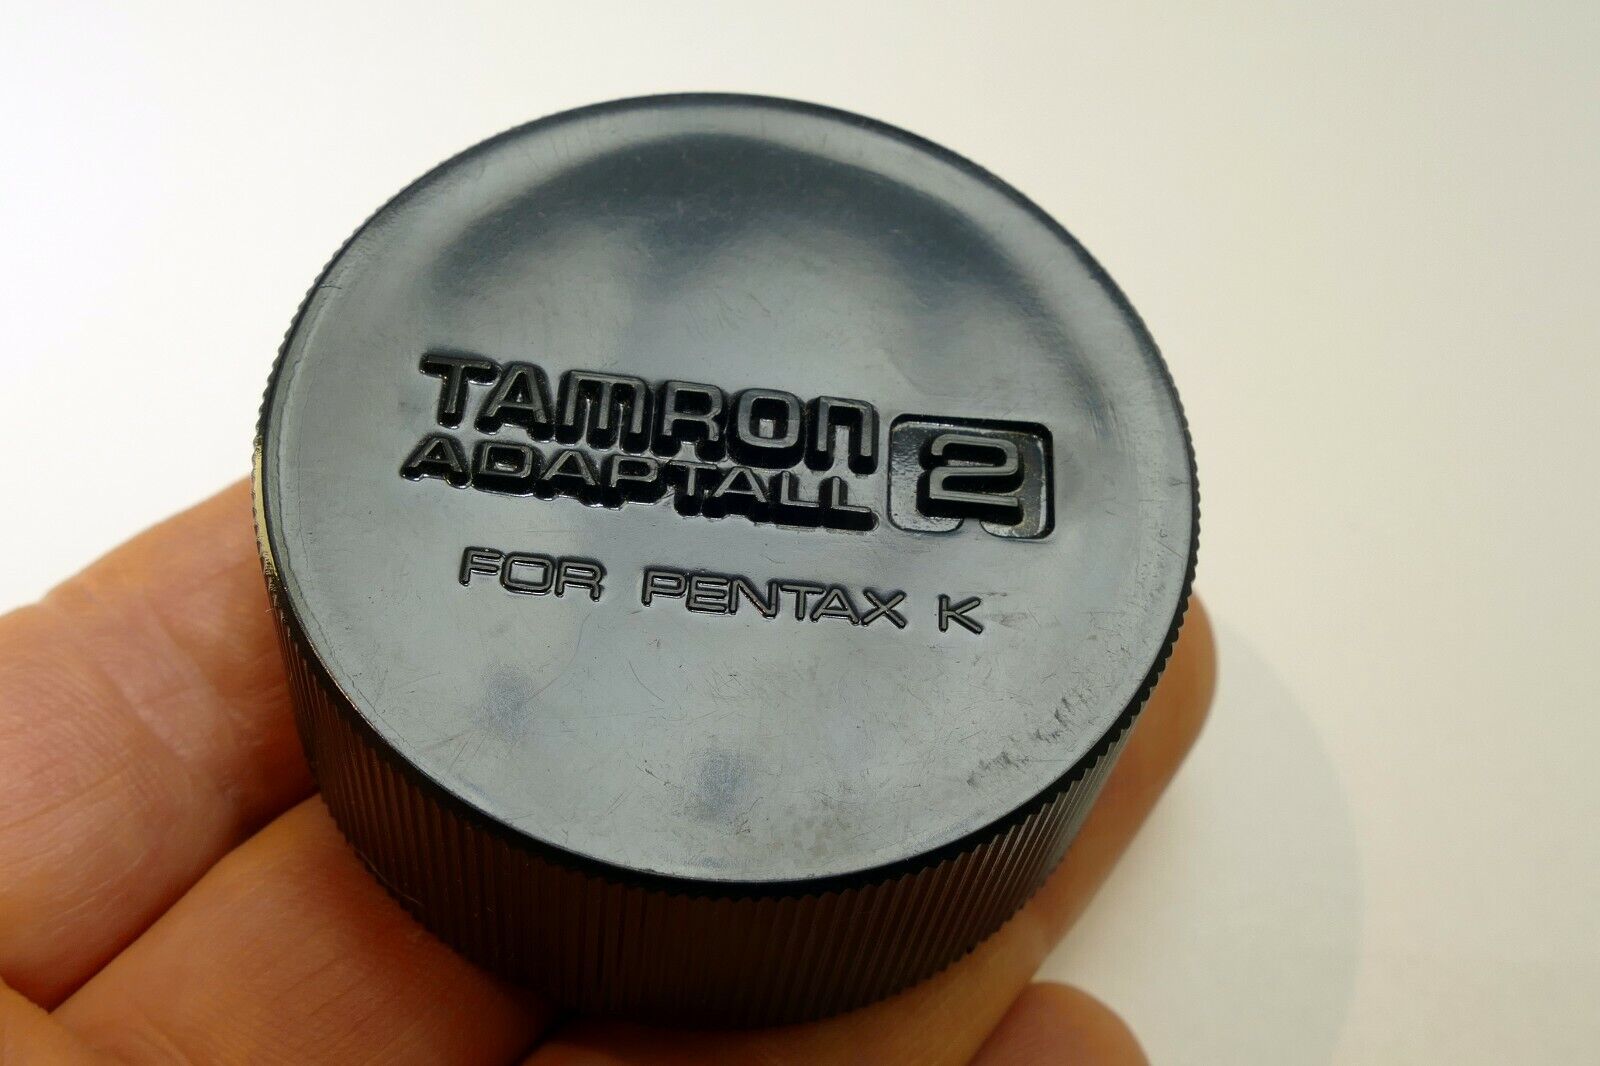 TAMRON
ADAPTALL 2
FOR PENTAX K